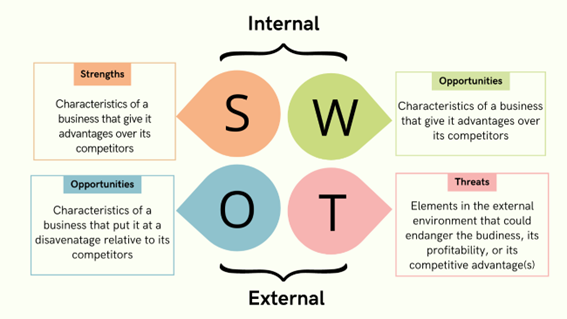 Internal
Strengths
Characteristics of a
business that give it
advantages over its
competitors
S
W
Opportunities
Characteristics of a business
that give it advantages over
its competitors
Opportunities
Characteristics of a
business that put it at a
disavenatage relative to its
competitors
O
T
Threats
Elements in the external
environment that could
endanger the budiness, its
profitability, or its
competitive advantage(s)
External